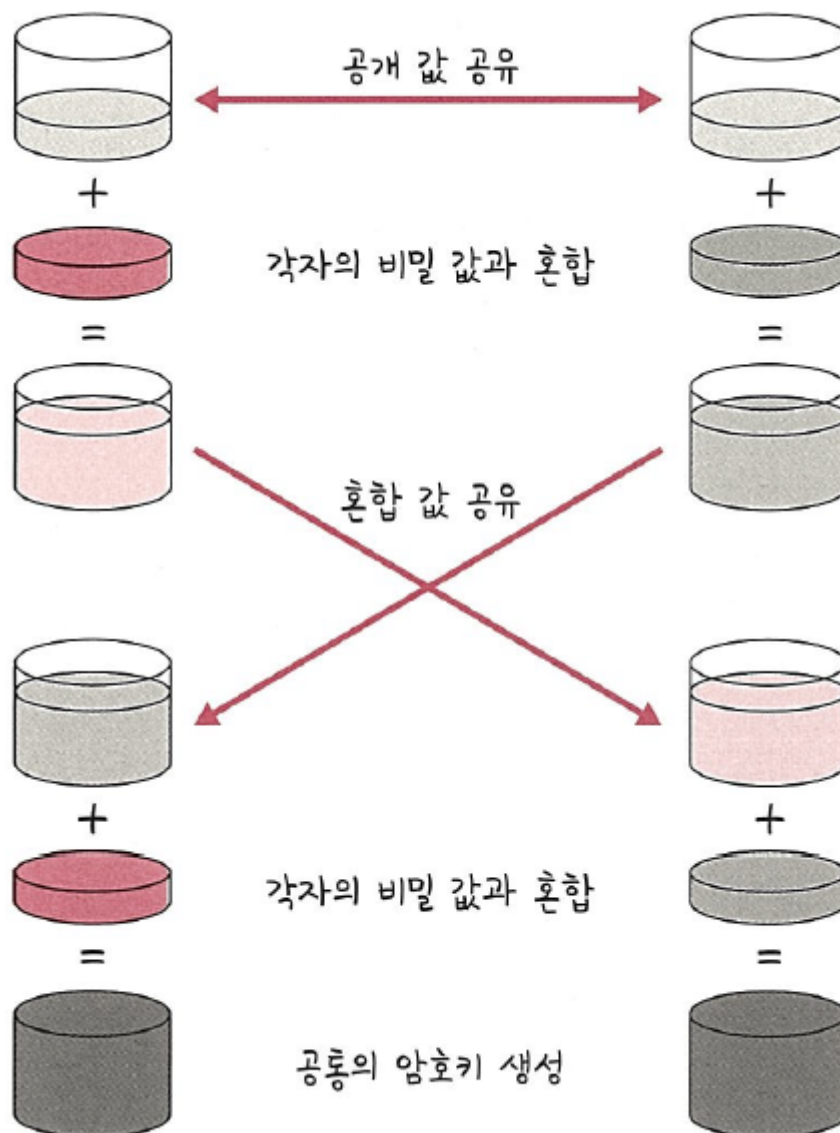 공개 값 공유
+ +
각자의 비밀 값과 혼합
= =
혼합 값 공유
+ +
각자의 비밀 값과 혼합
= =
공통의 암호키 생성